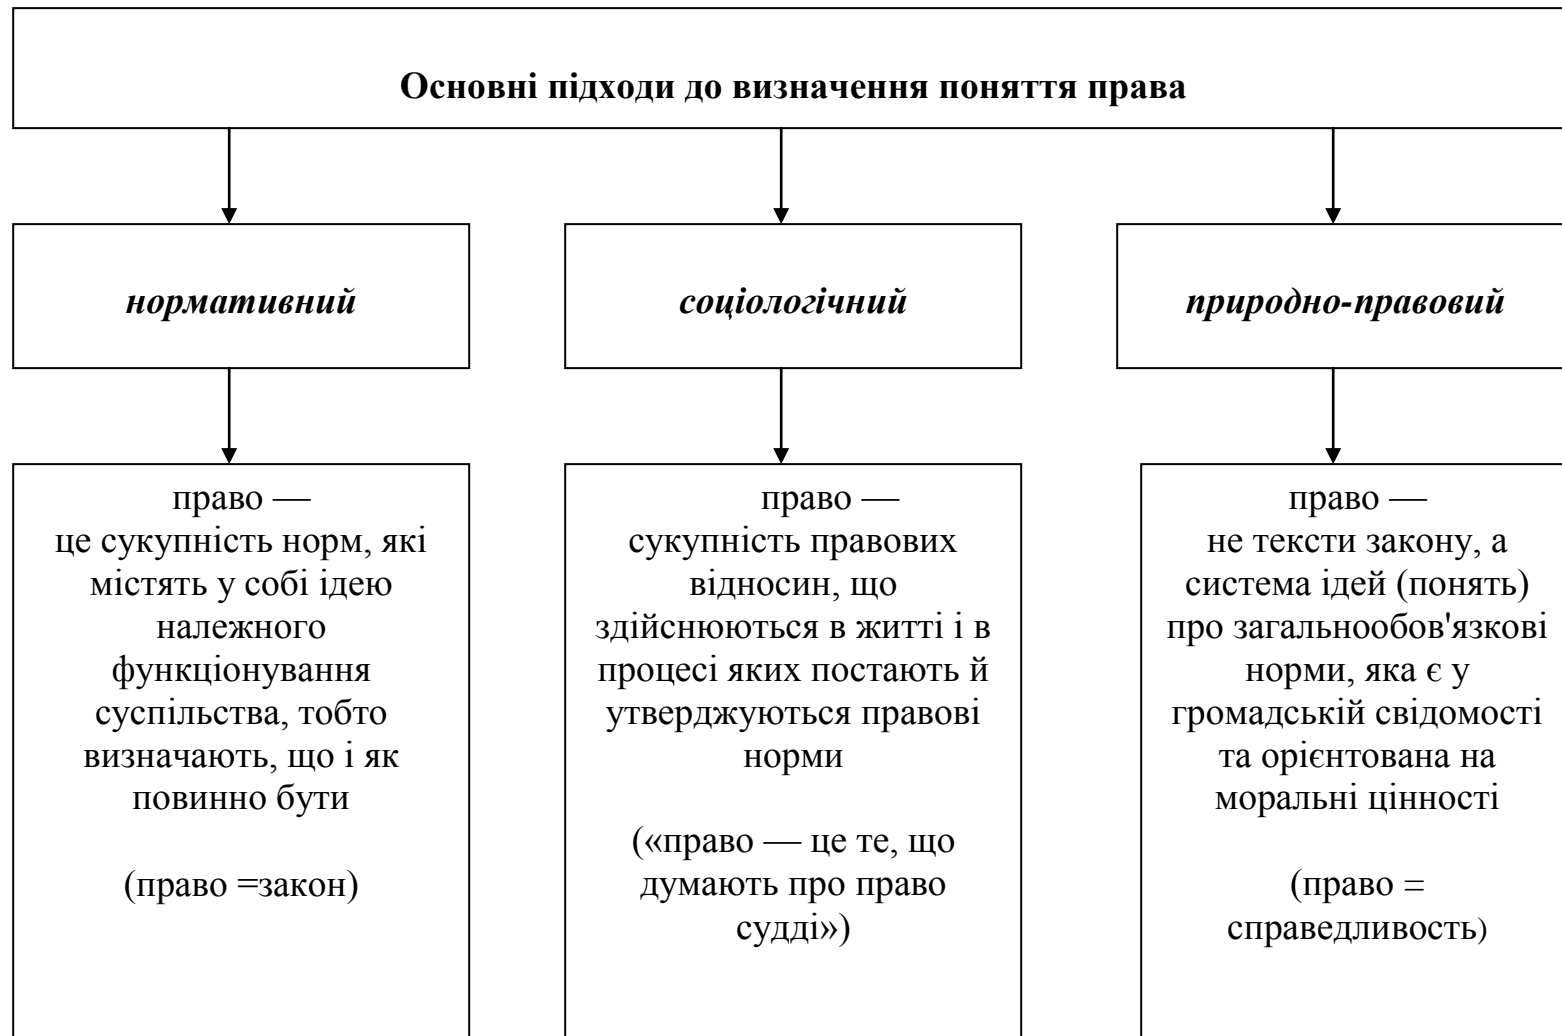 Основні підходи до визначення поняття права
нормативний
соціологічний
природно-правовий
право —
це сукупність норм, які
містять у собі ідею
належного
функціонування
суспільства, тобто
визначають, що і як
повинно бути
(право =закон)
право —
сукупність правових
відносин, що
здійснюються в житті і в
процесі яких постають й
утверджуються правові
норми
(«право — це те, що
думають про право
судді»)
право —
не тексти закону, а
система ідей (понять)
про загальнообов'язкові
норми, яка є у
громадській свідомості
та орієнтована на
моральні цінності
(право =
справедливость)